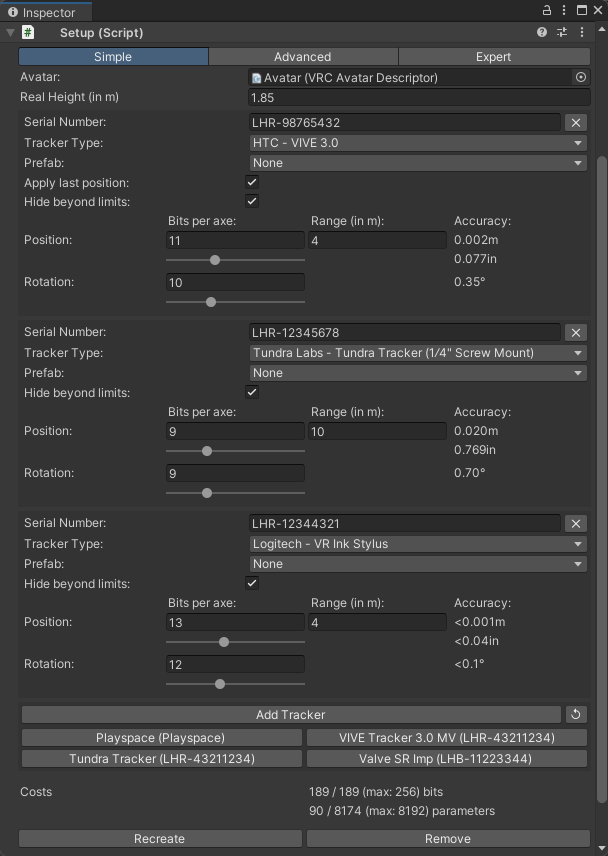 Inspector
# Setup (Script)
Simple Advanced Expert
Avatar: Avatar (VRC Avatar Descriptor)
Real Height (in m) 1.85
Serial Number: LHR-98765432
Tracker Type: HTC - VIVE 3.0
Prefab: None
Apply last position:
Hide beyond limits:
Bits per axe: Range (in m): Accuracy:
Position: 11 4 0.002m
0.077in
Rotation: 10 0.35°
Serial Number: LHR-12345678
Tracker Type: Tundra Labs - Tundra Tracker (1/4" Screw Mount)
Prefab: None
Hide beyond limits:
Bits per axe: Range (in m): Accuracy:
Position: 9 10 0.020m
0.769in
Rotation: 9 0.70°
Serial Number: LHR-12344321
Tracker Type: Logitech - VR Ink Stylus
Prefab: None
Hide beyond limits:
Bits per axe: Range (in m): Accuracy:
Position: 13 4 <0.001m
<0.04in
Rotation: 12 <0.1°
Add Tracker
Playspace (Playspace) VIVE Tracker 3.0 MV (LHR-43211234)
Tundra Tracker (LHR-43211234) Valve SR Imp (LHB-11223344)
Costs 189 / 189 (max: 256) bits
90 / 8174 (max: 8192) parameters
Recreate Remove